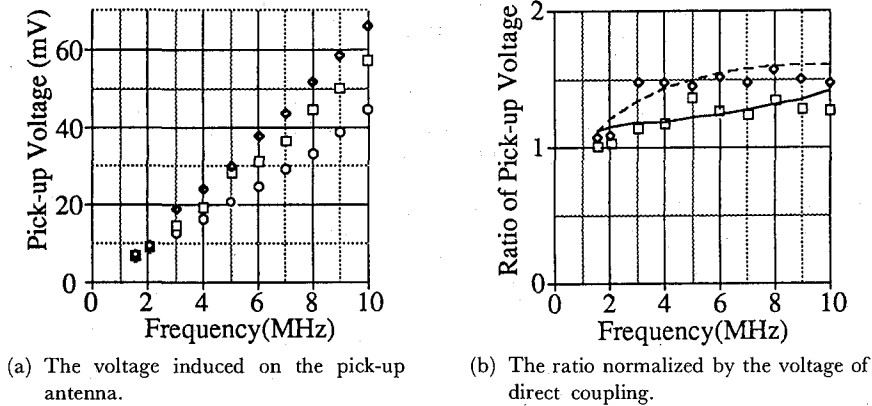 Pick-up Voltage (mV)
60
40
20
0
0 2 4 6 8 10
Frequency(MHz)
(a) The voltage induced on the pick-up
antenna.
Ratio of Pick-up Voltage
2
1
0
0 2 4 6 8 10
Frequency(MHz)
(b) The ratio normalized by the voltage of
direct coupling.